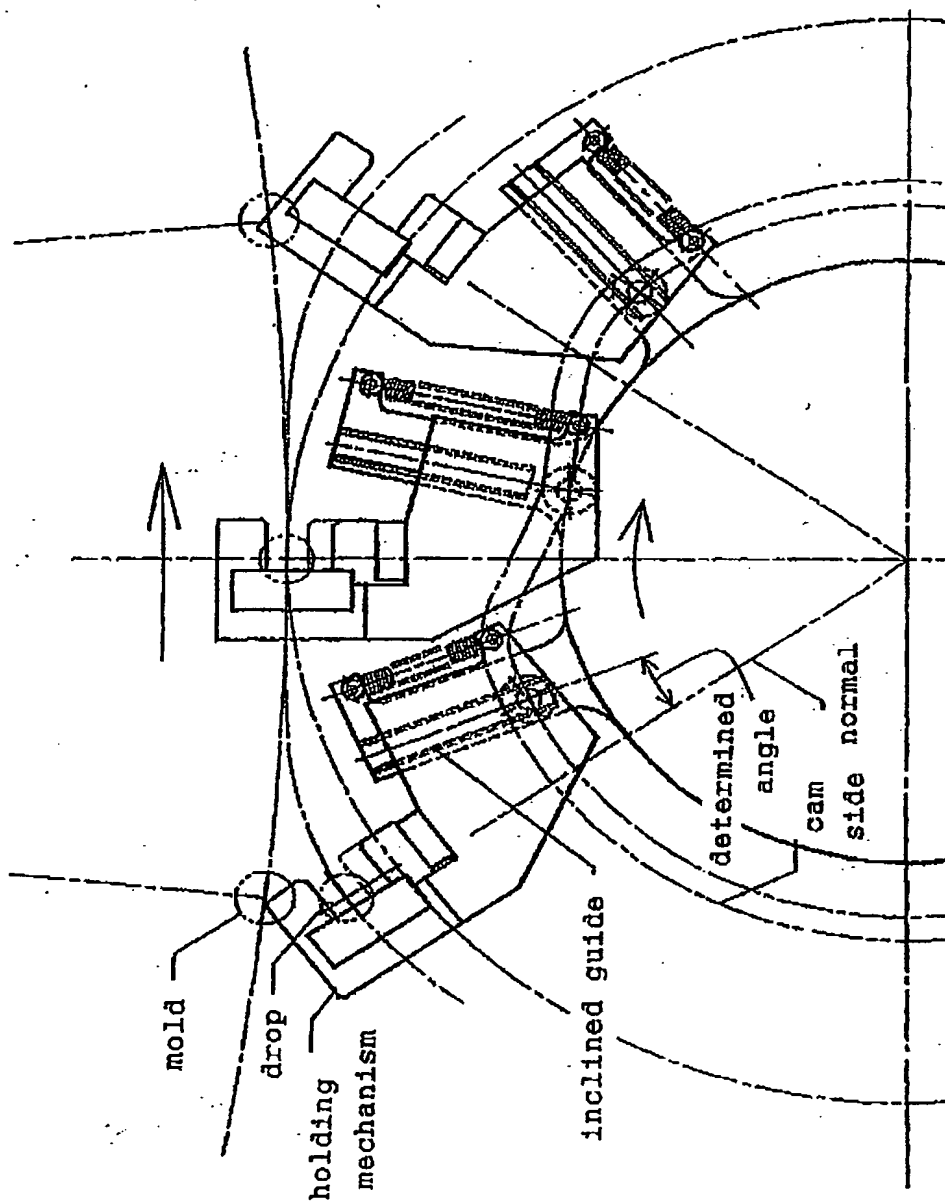 mold
drop
holding
mechanism
inclined guide
determined
angle
cam
side normal